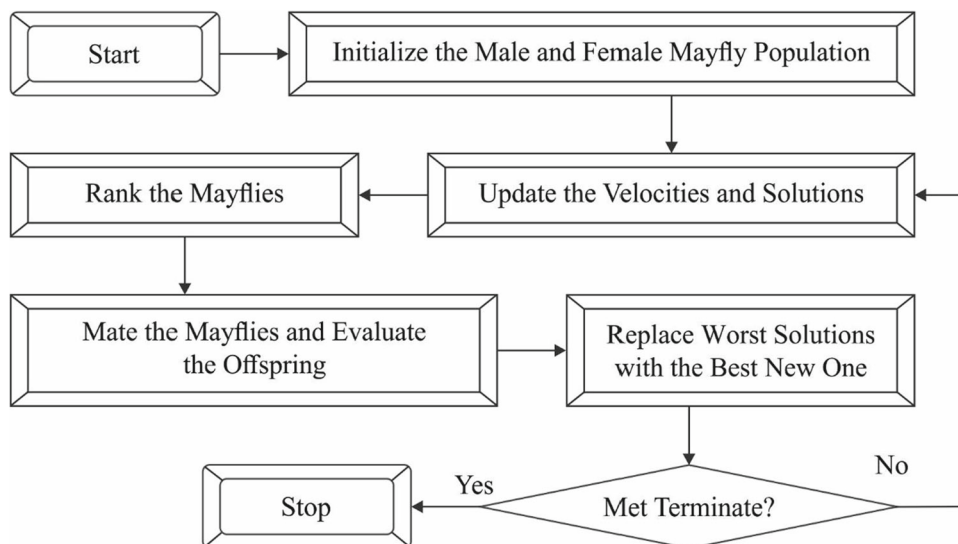 Start
Initialize the Male and Female Mayfly Population
Rank the Mayflies
Update the Velocities and Solutions
Mate the Mayflies and Evaluate
the Offspring
Replace Worst Solutions
with the Best New One
No
Yes
Stop
Met Terminate?